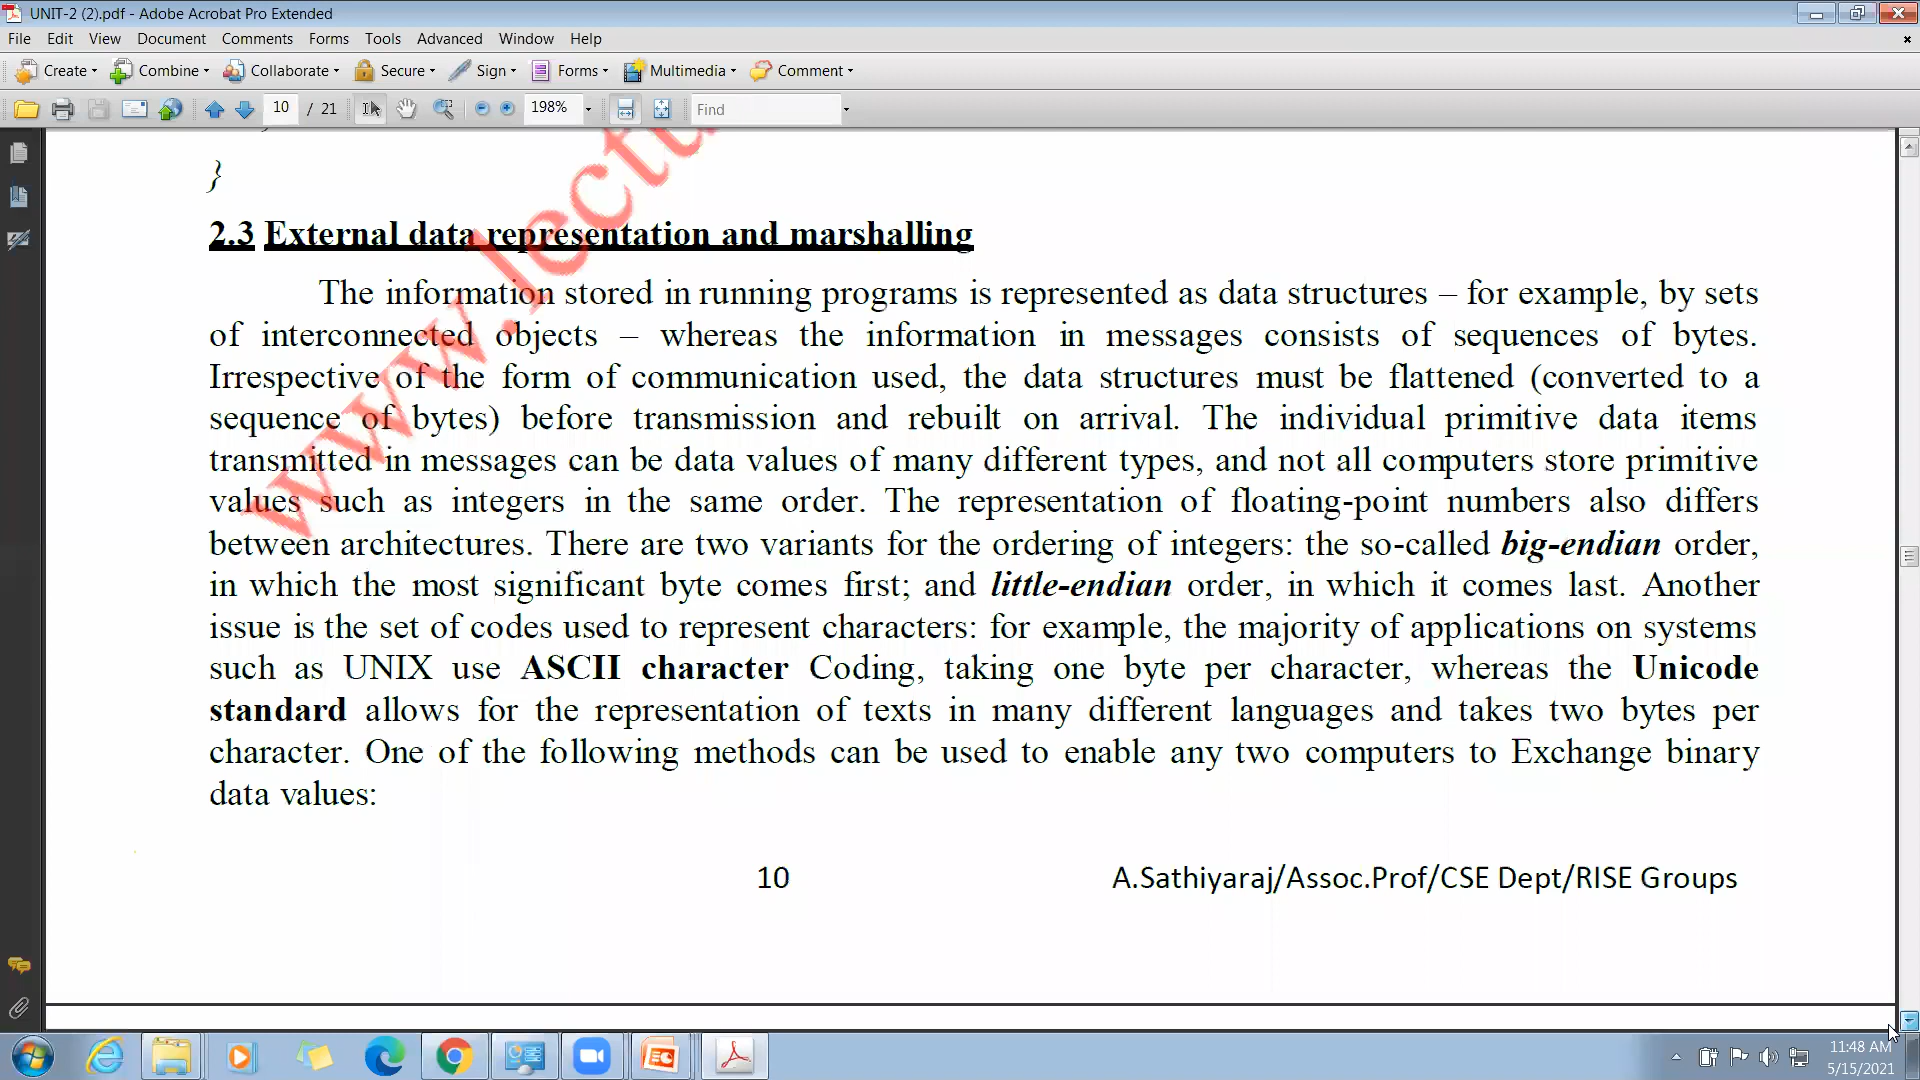 UNIT-2 (2).pdf - Adobe Acrobat Pro Extended
File Edit View Document Comments Forms Tools Advanced Window Help
Create Combine Collaborate Secure Sign Forms Multimedia Comment
10 / 21 198% Find
}
2.3 External data representation and marshalling
The information stored in running programs is represented as data structures – for example, by sets
of interconnected objects – whereas the information in messages consists of sequences of bytes.
Irrespective of the form of communication used, the data structures must be flattened (converted to a
sequence of bytes) before transmission and rebuilt on arrival. The individual primitive data items
transmitted in messages can be data values of many different types, and not all computers store primitive
values such as integers in the same order. The representation of floating-point numbers also differs
between architectures. There are two variants for the ordering of integers: the so-called big-endian order,
in which the most significant byte comes first; and little-endian order, in which it comes last. Another
issue is the set of codes used to represent characters: for example, the majority of applications on systems
such as UNIX use ASCII character Coding, taking one byte per character, whereas the Unicode
standard allows for the representation of texts in many different languages and takes two bytes per
character. One of the following methods can be used to enable any two computers to Exchange binary
data values:
www.lectu
10 A.Sathiyaraj/Assoc.Prof/CSE Dept/RISE Groups
11:48 AM
5/15/2021